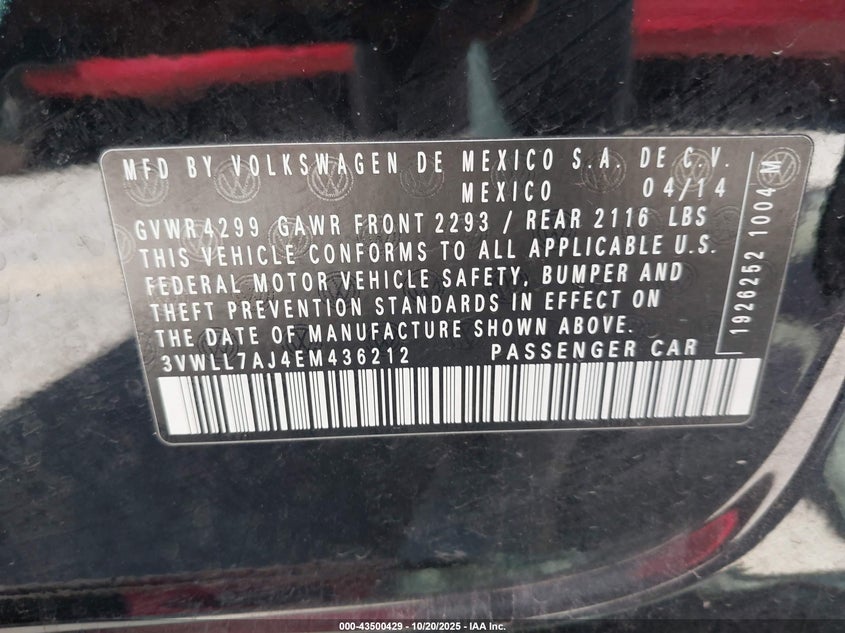 MFD BY VOLKSWAGEN DE MEXICO S.A. DE C.V.
MEXICO 04/14
GVWR4299 GAWR FRONT 2293 / REAR 2116 LBS
THIS VEHICLE CONFORMS TO ALL APPLICABLE U.S.
FEDERAL MOTOR VEHICLE SAFETY, BUMPER AND
THEFT PREVENTION STANDARDS IN EFFECT ON
THE DATE OF MANUFACTURE SHOWN ABOVE.
3VWLL7AJ4EM436212 PASSENGER CAR
1926252 1004 M
000-43500429 - 10/20/2025 - IAA Inc.